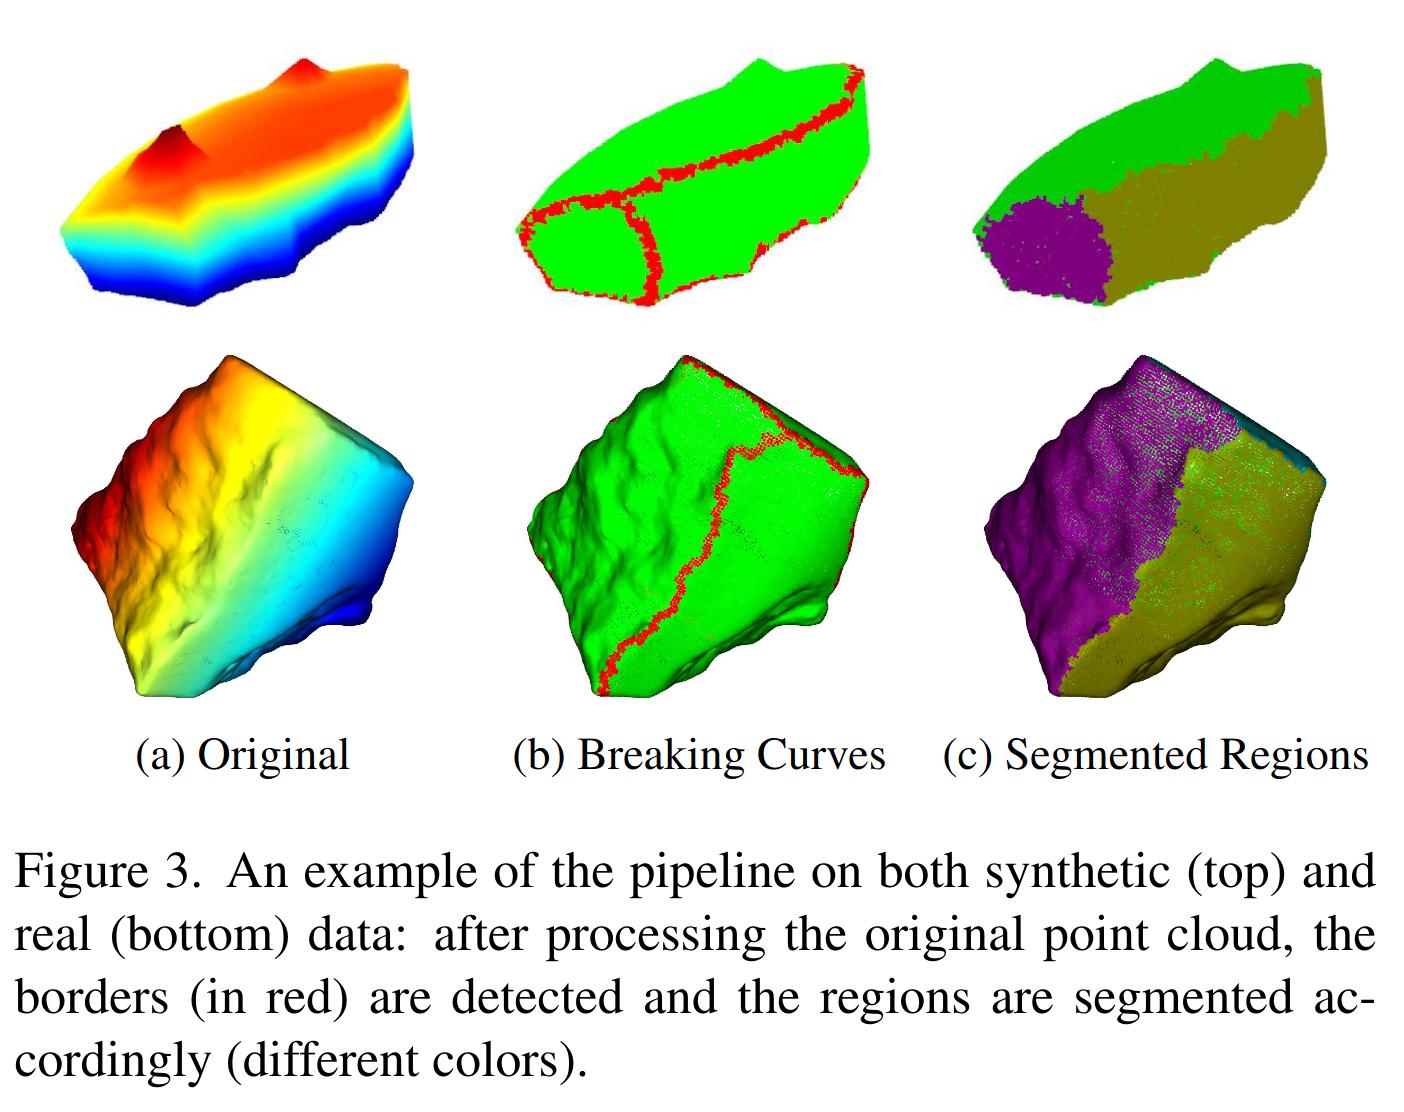 (a) Original (b) Breaking Curves (c) Segmented Regions
Figure 3. An example of the pipeline on both synthetic (top) and
real (bottom) data: after processing the original point cloud, the
borders (in red) are detected and the regions are segmented ac-
cordingly (different colors).